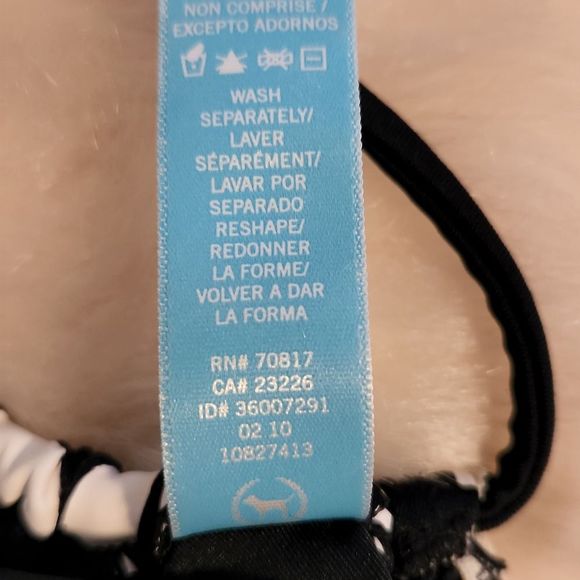 NON COMPRISE/
EXCEPTO ADORNOS
WASH
SEPARATELY/
LAVER
SÉPARÉMENT/
LAVAR POR
SEPARADO
RESHAPE/
REDONNER
LA FORME/
VOLVER A DAR
LA FORMA
RN# 70817
CA# 23226
ID# 36007291
02 10
10827413